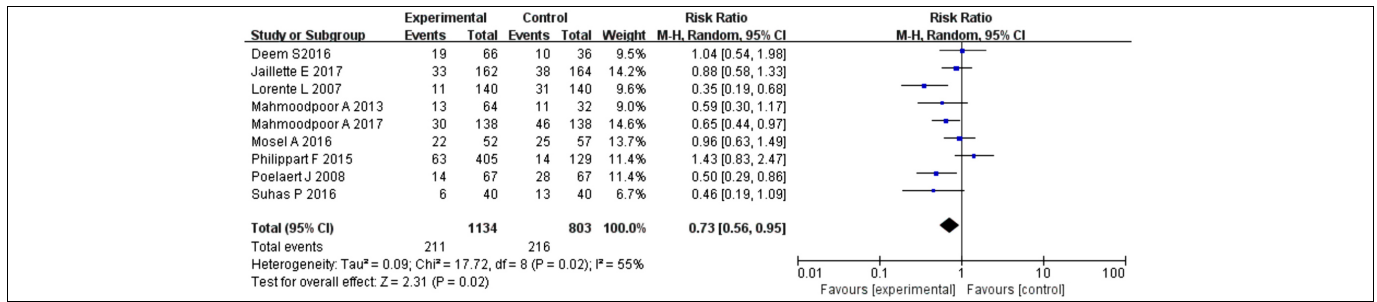 Experimental Control Risk Ratio Risk Ratio
Study or Subgroup Events Total Events Total Weight M-H, Random, 95% CI M-H, Random, 95% CI
Deem S2016 19 66 10 36 9.5% 1.04 [0.54, 1.98]
Jaillette E 2017 33 162 38 164 14.2% 0.88 [0.58, 1.33]
Lorente L 2007 11 140 31 140 9.6% 0.35 [0.19, 0.68]
Mahmoodpoor A 2013 13 64 11 32 9.0% 0.59 [0.30, 1.17]
Mahmoodpoor A 2017 30 138 46 138 14.6% 0.65 [0.44, 0.97]
Mosel A 2016 22 52 25 57 13.7% 0.96 [0.63, 1.49]
Philippart F 2015 63 405 14 129 11.4% 1.43 [0.83, 2.47]
Poelaert J 2008 14 67 28 67 11.3% 0.50 [0.29, 0.86]
Suhas P 2016 6 40 13 40 6.7% 0.46 [0.19, 1.09]
Total (95% CI) 1134 803 100.0% 0.73 [0.56, 0.95]
Total events 211 216
Heterogeneity: Tau² = 0.09; Chi² = 17.72, df = 8 (P = 0.02); I² = 55%
Test for overall effect: Z = 2.31 (P = 0.02)
0.01 0.1 1 10 100
Favours [experimental] Favours [control]